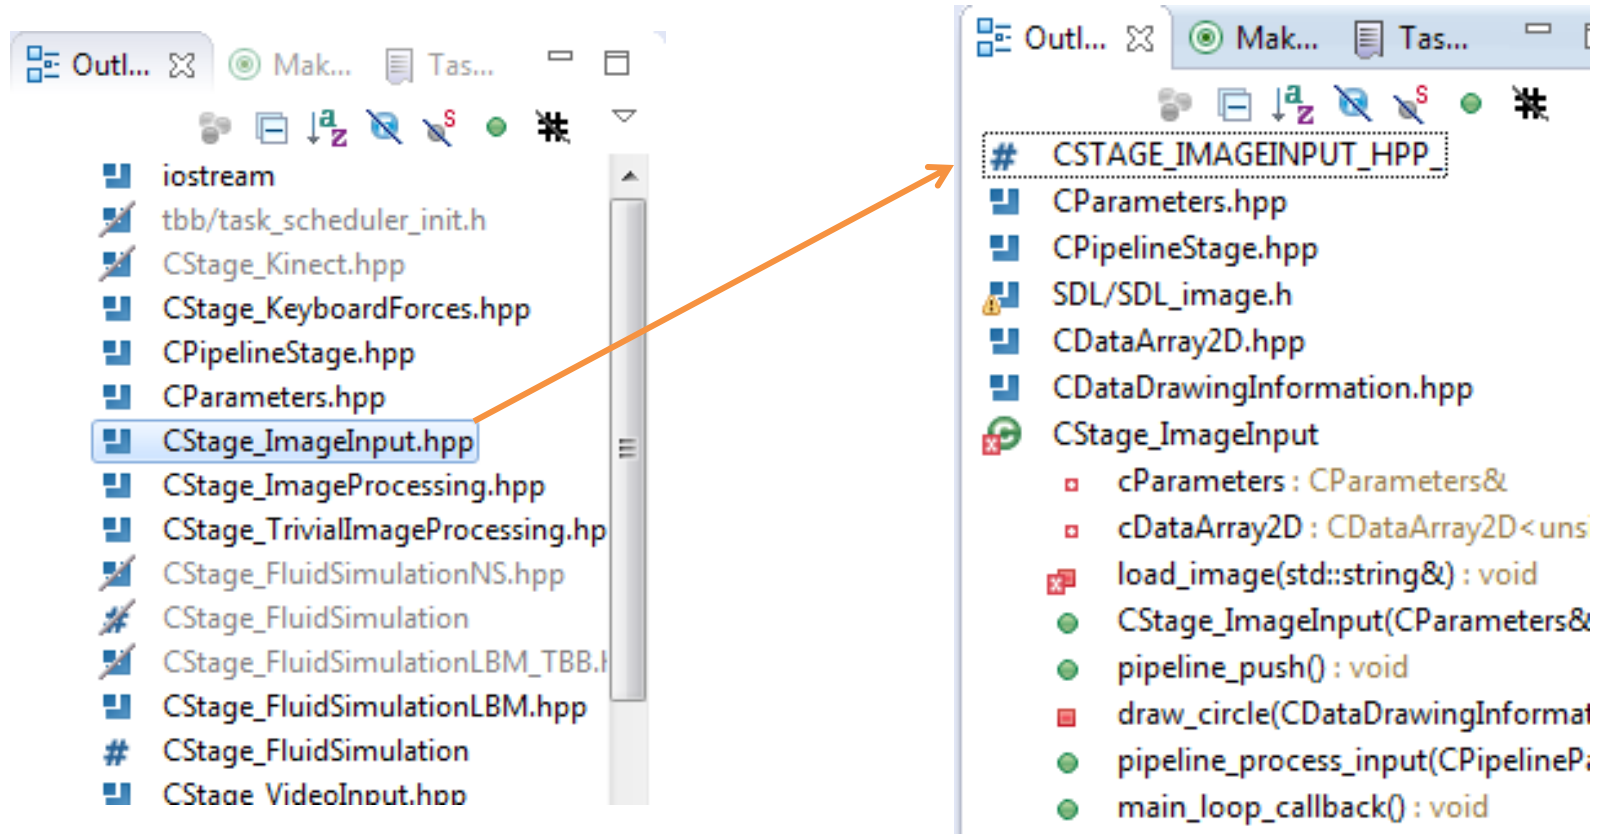 Outl...
Mak...
Tas...
iostream
tbb/task_scheduler_init.h
CStage_Kinect.hpp
CStage_KeyboardForces.hpp
CPipelineStage.hpp
CParameters.hpp
CStage_ImageInput.hpp
CStage_ImageProcessing.hpp
CStage_TrivialImageProcessing.hp
CStage_FluidSimulationNS.hpp
CStage_FluidSimulation
CStage_FluidSimulationLBM_TBB.h
CStage_FluidSimulationLBM.hpp
CStage_FluidSimulation
CStage_VideoInput.hpp
Outl...
Mak...
Tas...
CSTAGE_IMAGEINPUT_HPP_
CParameters.hpp
CPipelineStage.hpp
SDL/SDL_image.h
CDataArray2D.hpp
CDataDrawingInformation.hpp
CStage_ImageInput
cParameters : CParameters&
cDataArray2D : CDataArray2D<unsi
load_image(std::string&) : void
CStage_ImageInput(CParameters&
pipeline_push() : void
draw_circle(CDataDrawingInformat
pipeline_process_input(CPipelinePa
main_loop_callback() : void